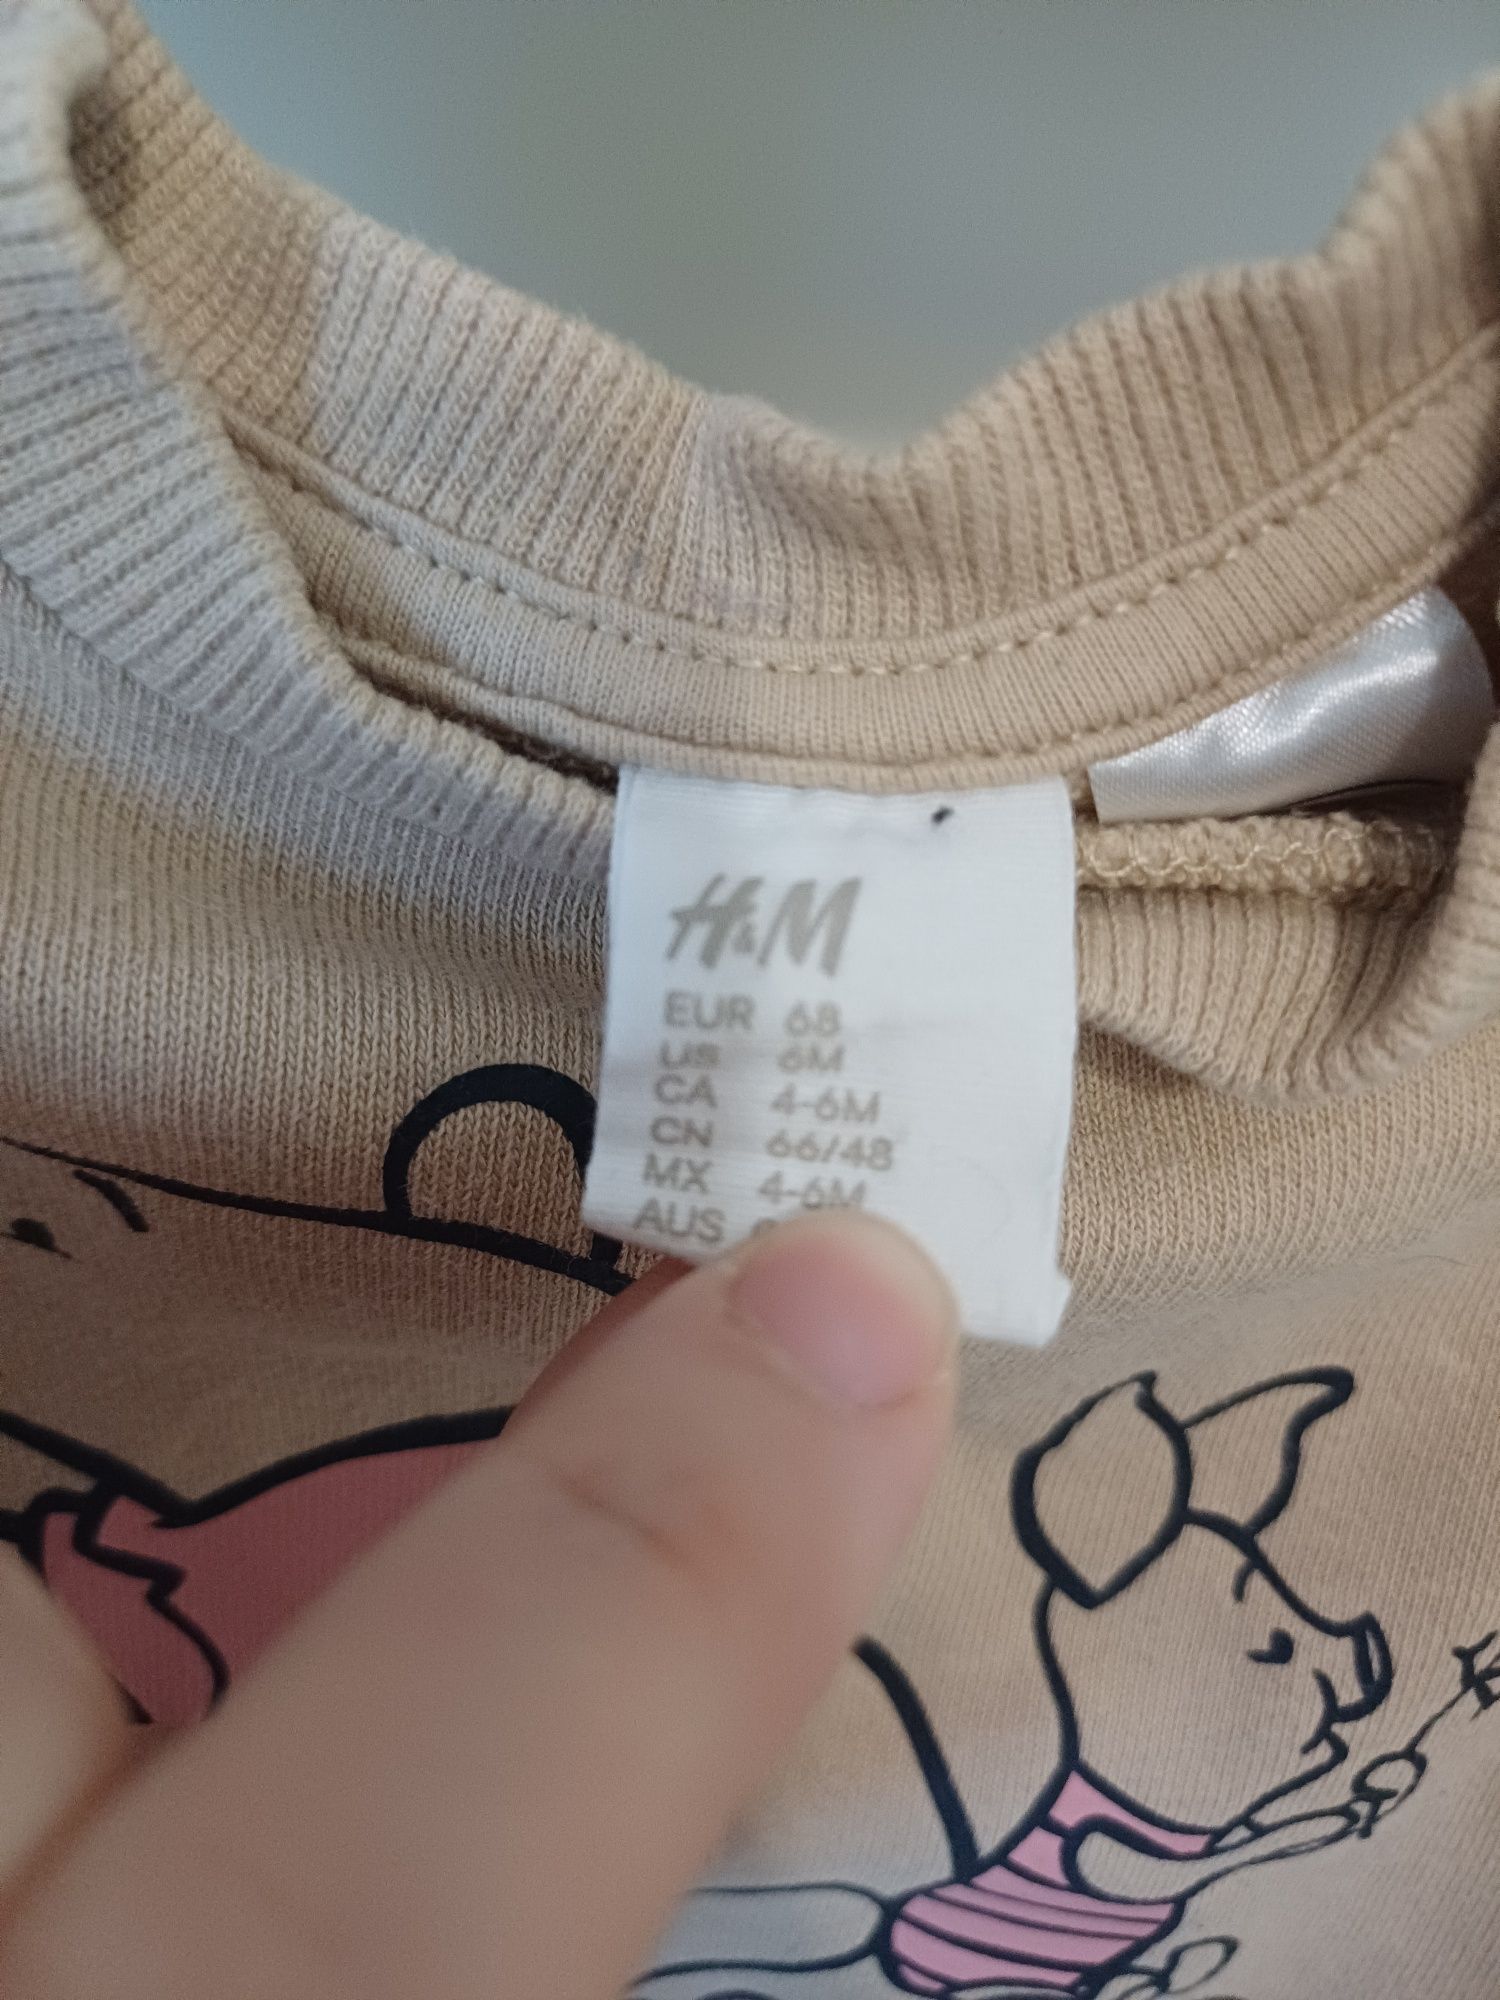 H&M
EUR 68
US 6M
CA 4-6M
CN 66/48
MX 4-6M
AUS